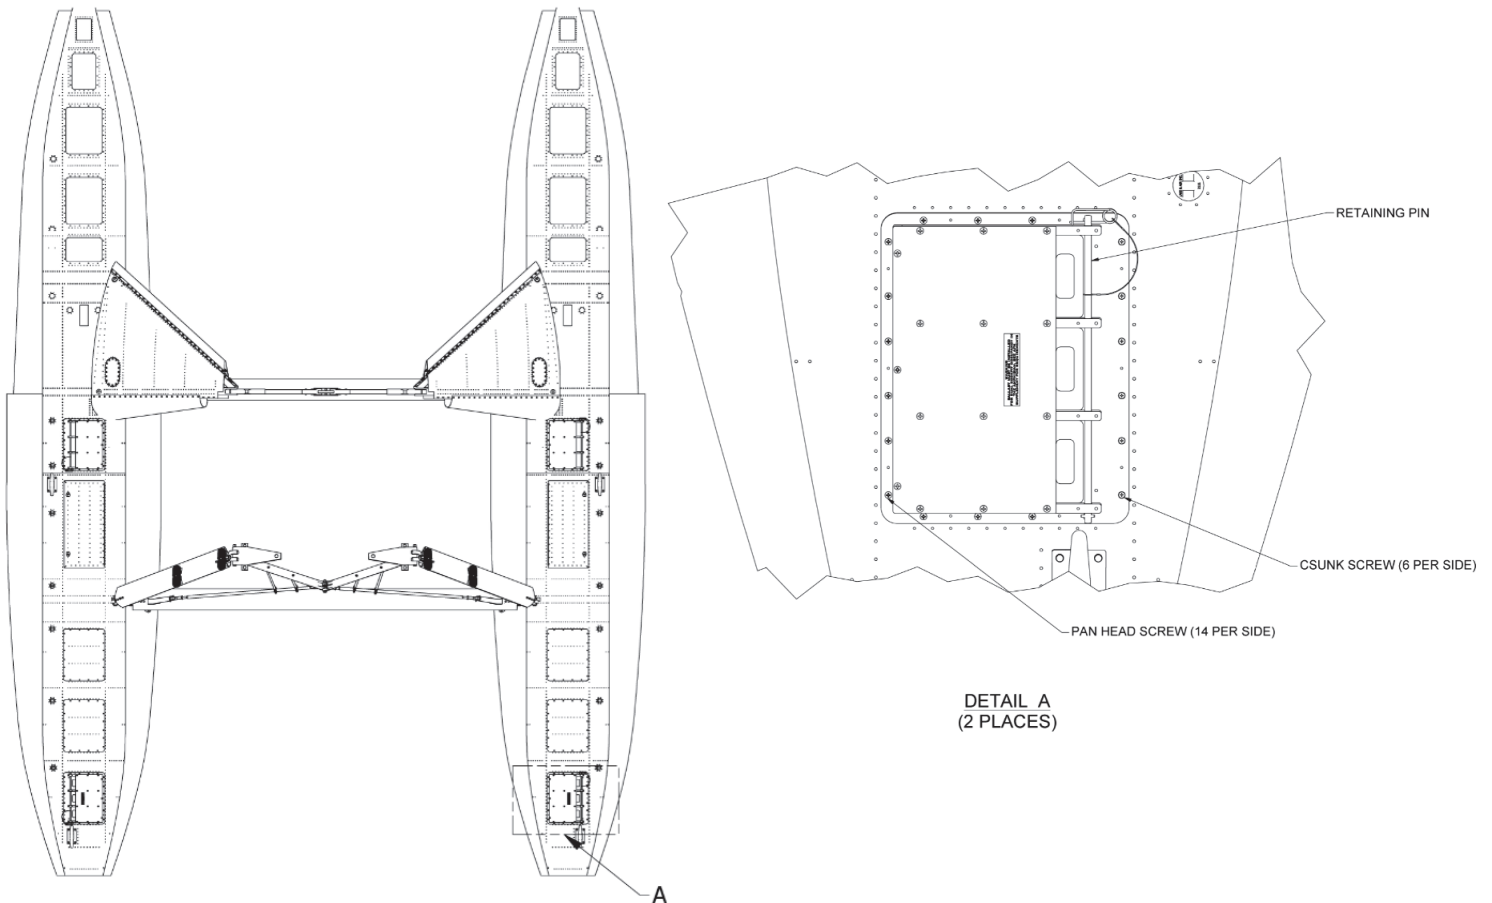 RETAINING PIN
CSUNK SCREW (6 PER SIDE)
PAN HEAD SCREW (14 PER SIDE)
DETAIL A
(2 PLACES)
A